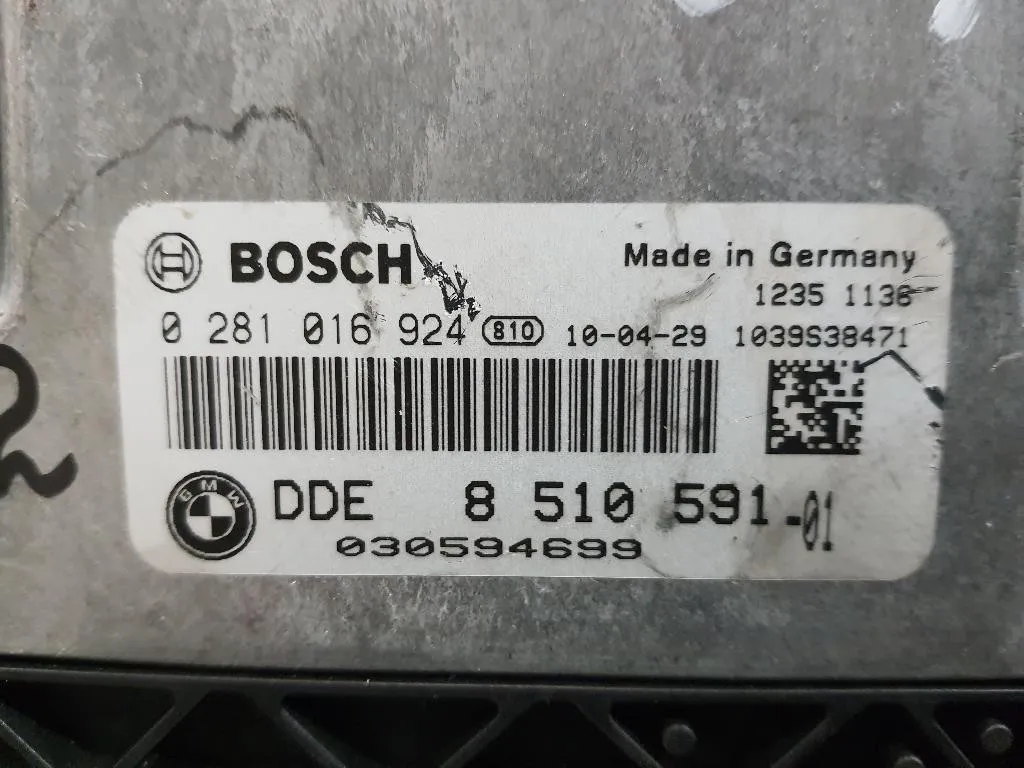 BOSCH
Made in Germany
1235 1136
0 281 016 924 810 10-04-29 1039S38471
BMW
DDE 8 510 591-01
030594699